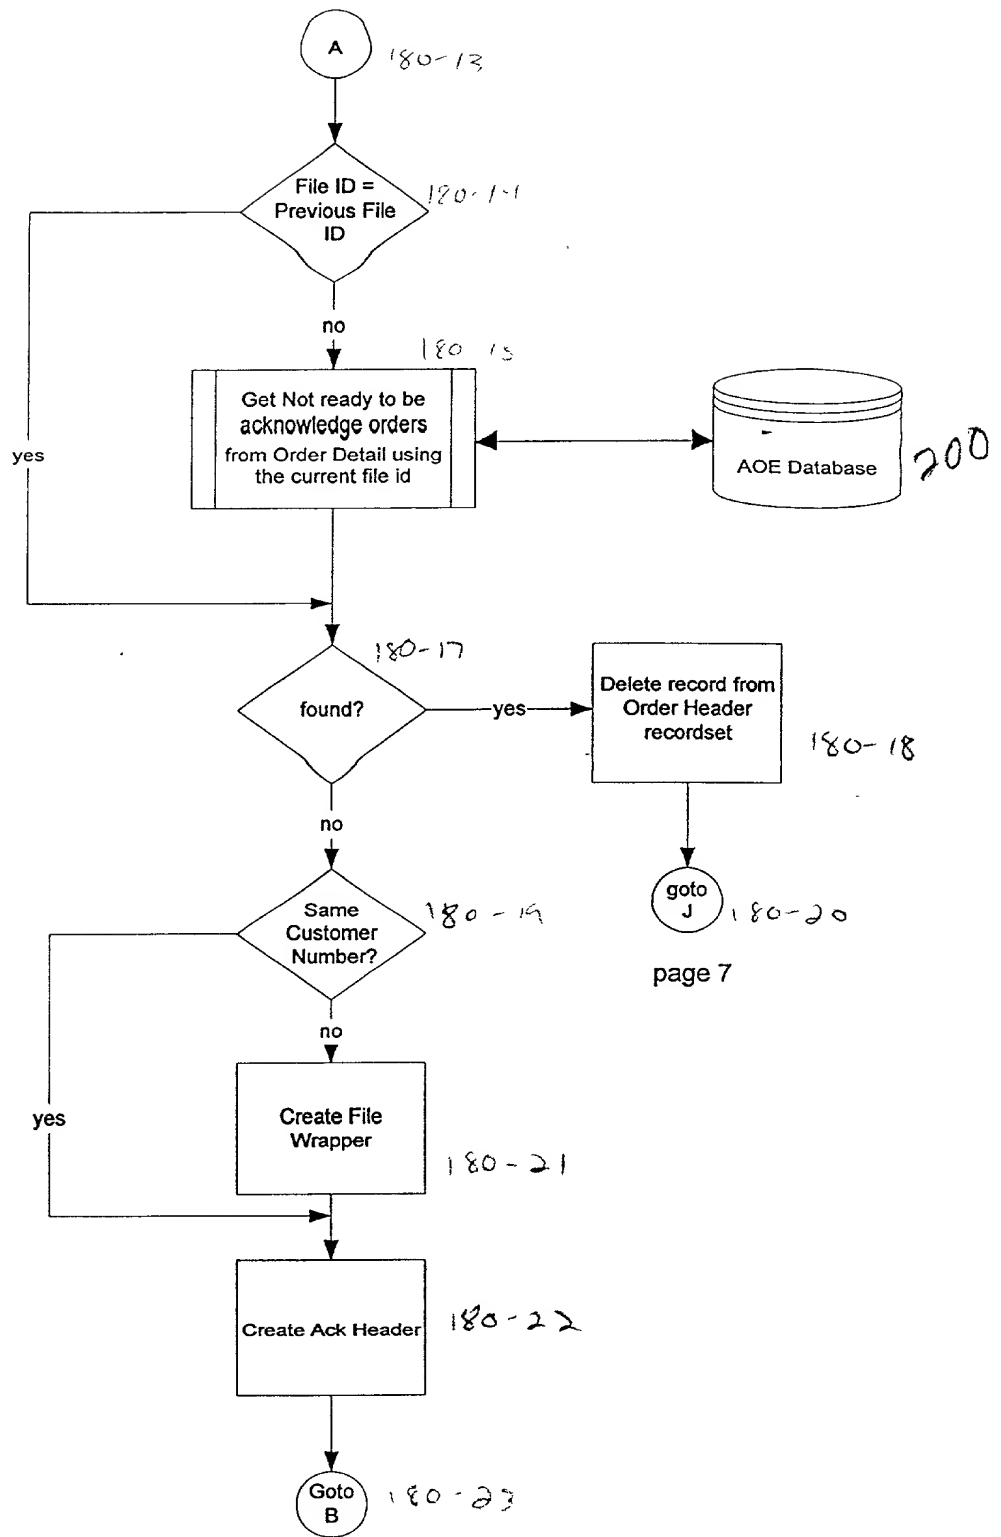 A
180-13
File ID =
Previous File
ID
180-14
no
180-15
Get Not ready to be
acknowledge orders
from Order Detail using
the current file id
AOE Database
200
yes
180-17
found?
yes
Delete record from
Order Header
recordset
180-18
no
goto
J
180-20
page 7
Same
Customer
Number?
180-19
no
yes
Create File
Wrapper
180-21
Create Ack Header
180-22
Goto
B
180-23